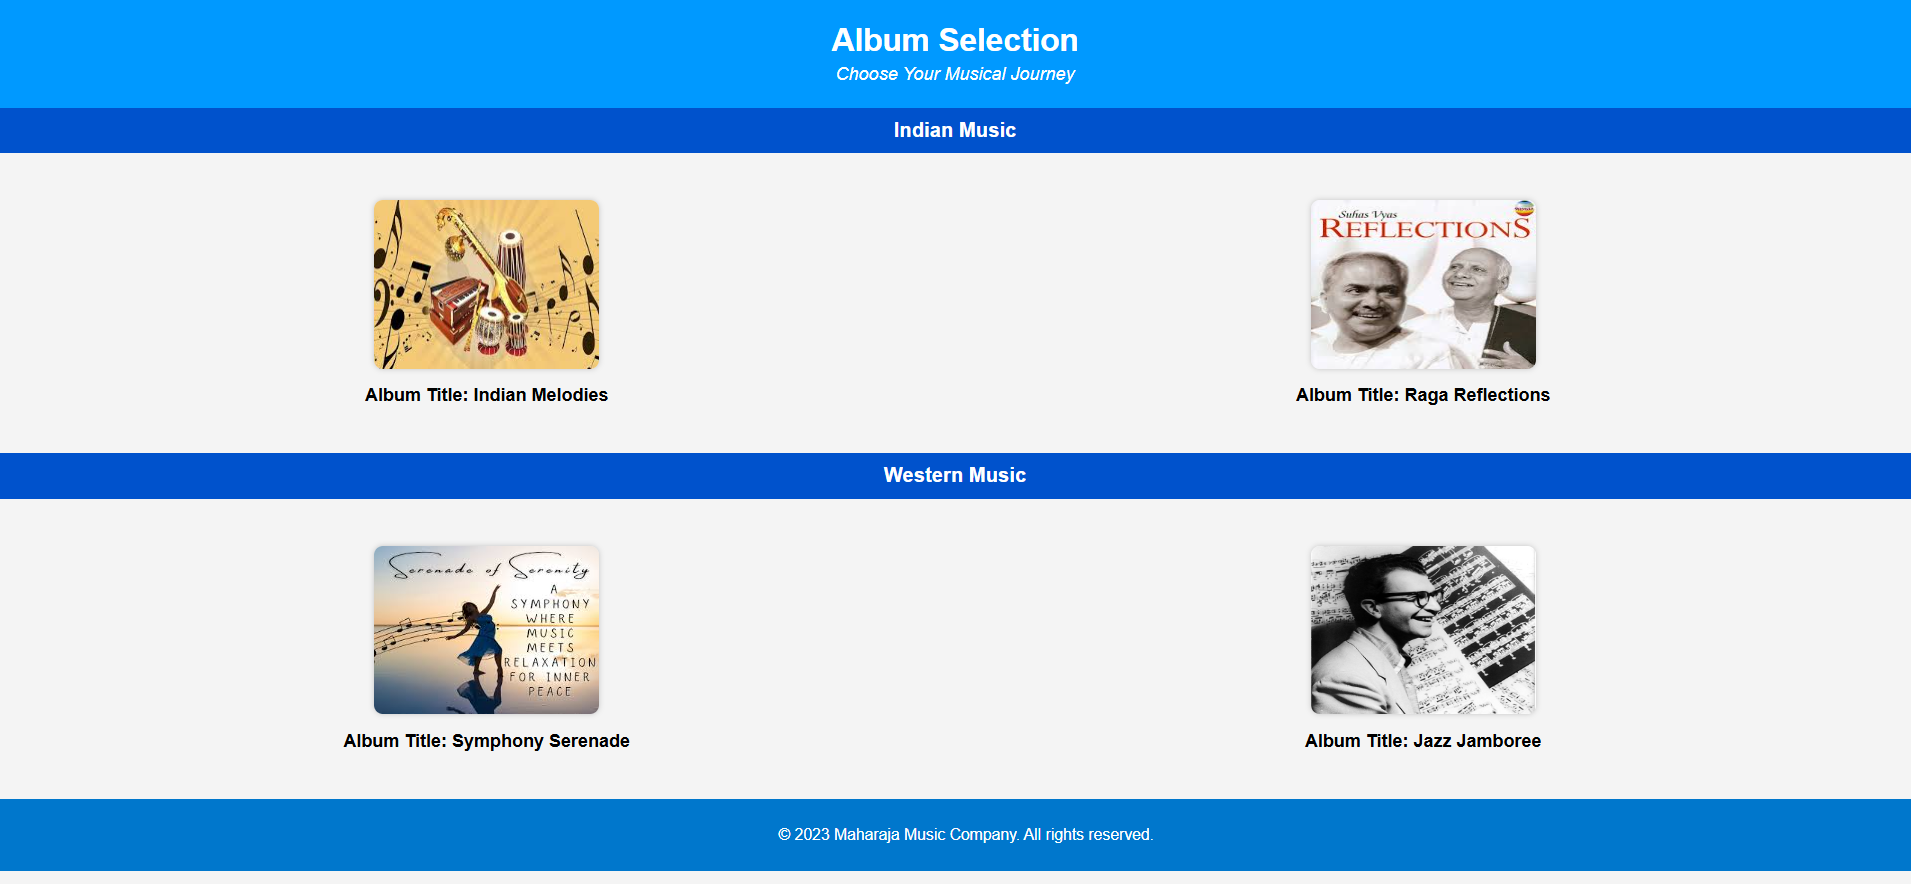 Album Selection
Choose Your Musical Journey
Indian Music
Suhas Vyas
REFLECTIONS
Album Title: Indian Melodies
Album Title: Raga Reflections
Western Music
Serenade of Serenity
A
SYMPHONY
WHERE
MUSIC
MEETS
RELAXATION
FOR INNER
PEACE
Album Title: Symphony Serenade
Album Title: Jazz Jamboree
© 2023 Maharaja Music Company. All rights reserved.